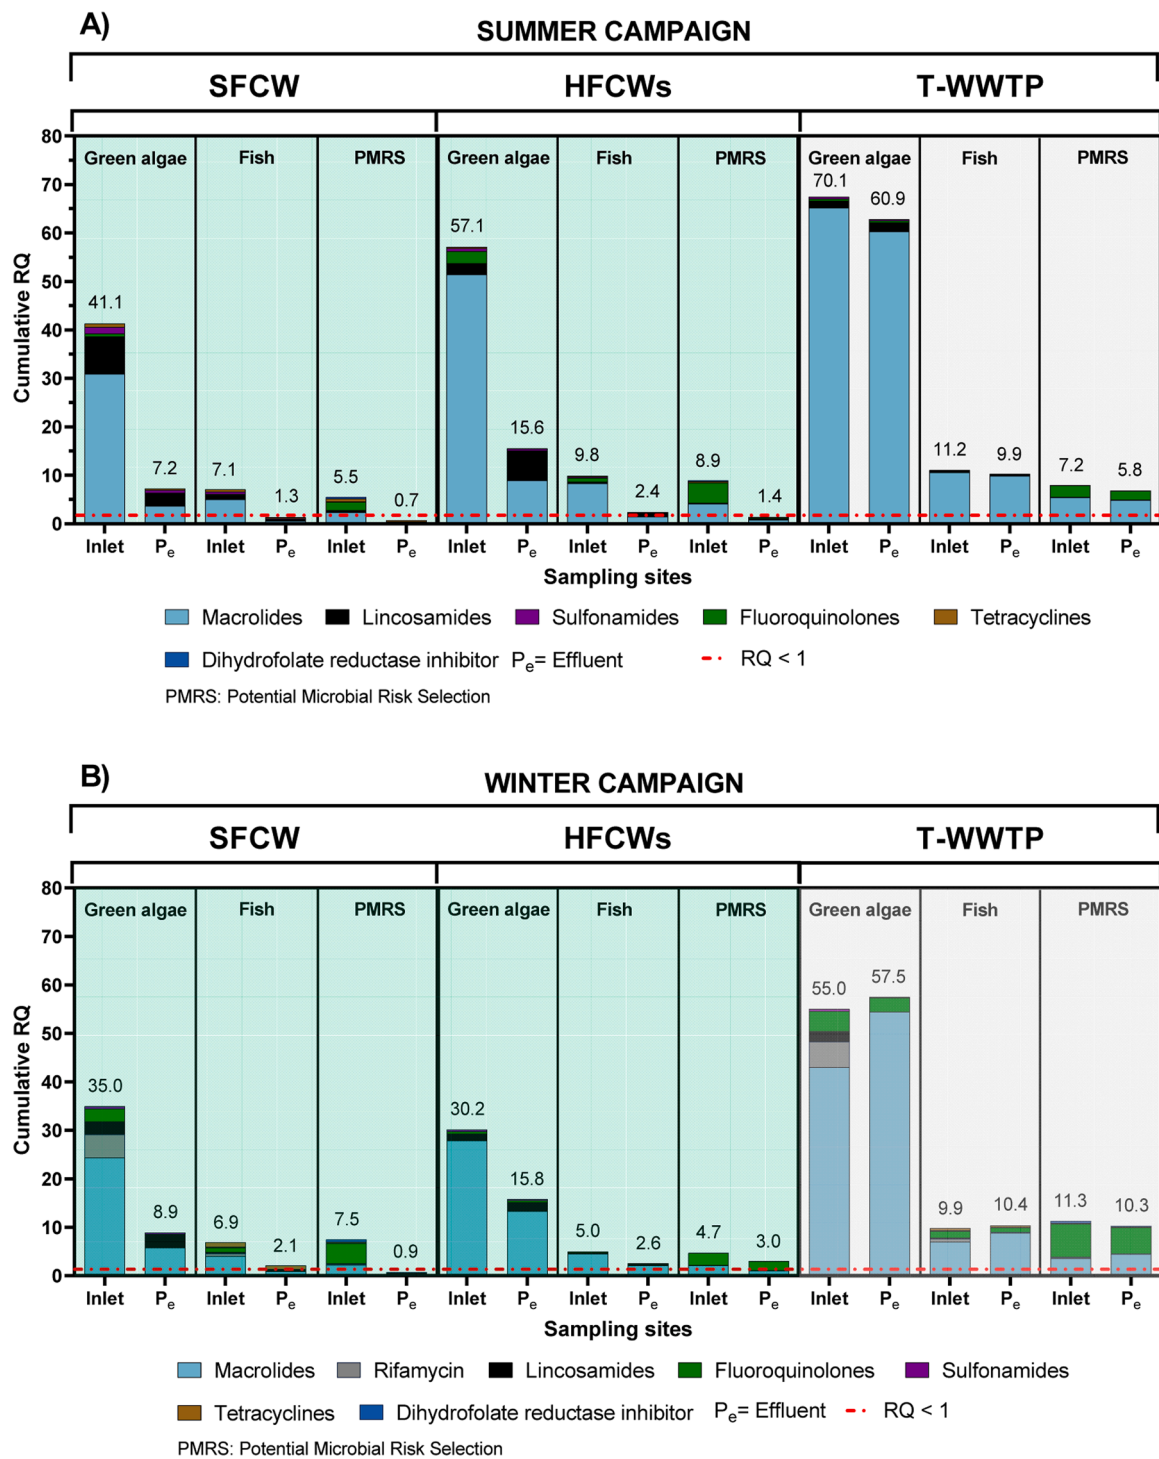 A)
SUMMER CAMPAIGN
SFCW HFCWs T-WWTP
Green algae Fish PMRS Green algae Fish PMRS Green algae Fish PMRS
80
70
60
50
40
30
20
10
0
Cumulative RQ
41.1 7.2 7.1 1.3 5.5 0.7 57.1 15.6 9.8 2.4 8.9 1.4 70.1 60.9 11.2 9.9 7.2 5.8
Inlet Pe Inlet Pe Inlet Pe Inlet Pe Inlet Pe Inlet Pe Inlet Pe Inlet Pe Inlet Pe
Sampling sites
Macrolides Lincosamides Sulfonamides Fluoroquinolones Tetracyclines
Dihydrofolate reductase inhibitor Pe= Effluent RQ < 1
PMRS: Potential Microbial Risk Selection
B)
WINTER CAMPAIGN
SFCW HFCWs T-WWTP
Green algae Fish PMRS Green algae Fish PMRS Green algae Fish PMRS
80
70
60
50
40
30
20
10
0
Cumulative RQ
35.0 8.9 6.9 2.1 7.5 0.9 30.2 15.8 5.0 2.6 4.7 3.0 55.0 57.5 9.9 10.4 11.3 10.3
Inlet Pe Inlet Pe Inlet Pe Inlet Pe Inlet Pe Inlet Pe Inlet Pe Inlet Pe Inlet Pe
Sampling sites
Macrolides Rifamycin Lincosamides Fluoroquinolones Sulfonamides
Tetracyclines Dihydrofolate reductase inhibitor Pe= Effluent RQ < 1
PMRS: Potential Microbial Risk Selection